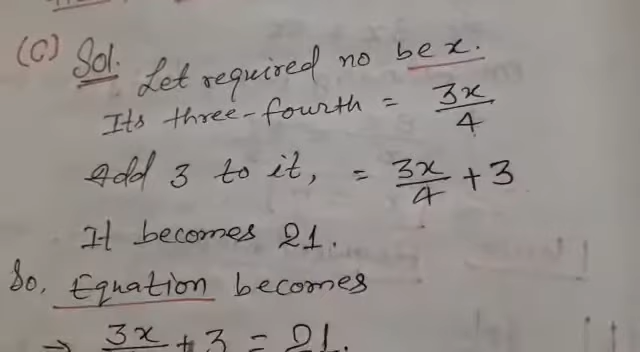 (C) Sol. Let required no be x.
Its three-fourth = 3x/4
Add 3 to it, = 3x/4 + 3
It becomes 21.
So, Equation becomes
→ 3x + 3 = 21.